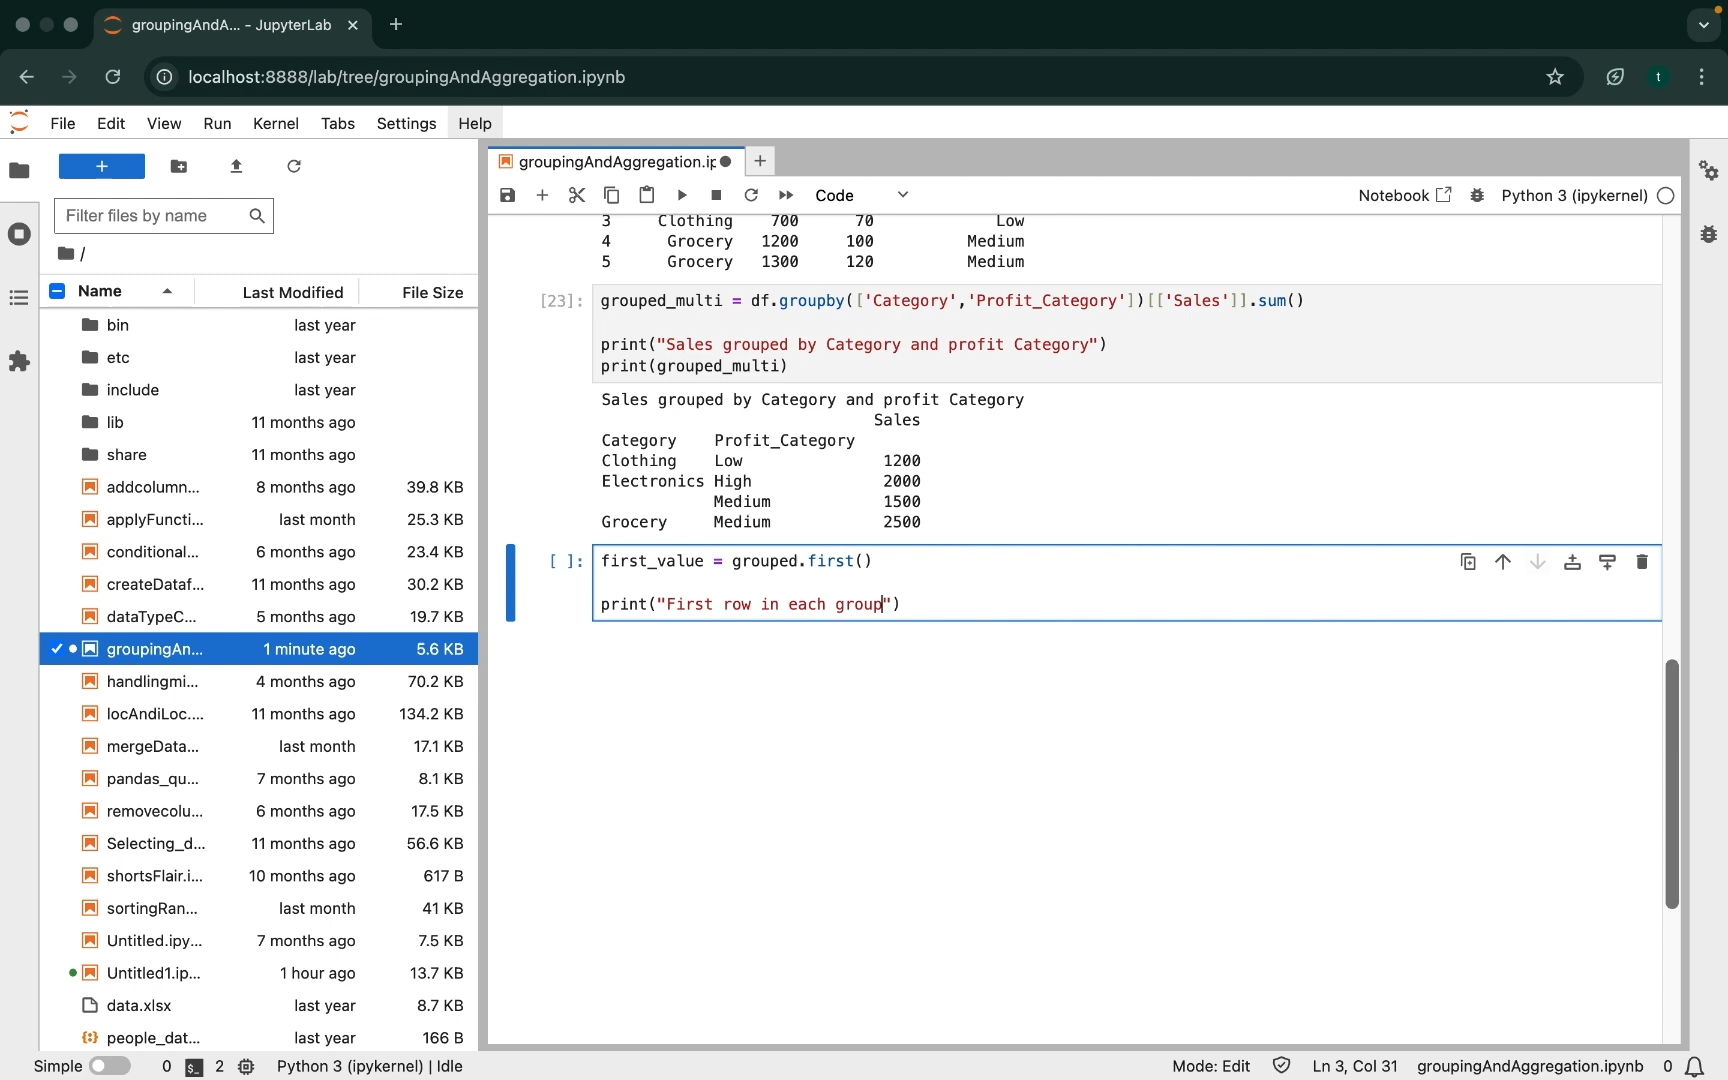 groupingAndA... - JupyterLab
localhost:8888/lab/tree/groupingAndAggregation.ipynb
t
File Edit View Run Kernel Tabs Settings Help
Filter files by name
/
Name Last Modified File Size
bin last year
etc last year
include last year
lib 11 months ago
share 11 months ago
addcolumn... 8 months ago 39.8 KB
applyFuncti... last month 25.3 KB
conditional... 6 months ago 23.4 KB
createDataf... 11 months ago 30.2 KB
dataTypeC... 5 months ago 19.7 KB
groupingAn... 1 minute ago 5.6 KB
handlingmi... 4 months ago 70.2 KB
locAndiLoc.... 11 months ago 134.2 KB
mergeData... last month 17.1 KB
pandas_qu... 7 months ago 8.1 KB
removecolu... 6 months ago 17.5 KB
Selecting_d... 11 months ago 56.6 KB
shortsFlair.i... 10 months ago 617 B
sortingRan... last month 41 KB
Untitled.ipy... 7 months ago 7.5 KB
Untitled1.ip... 1 hour ago 13.7 KB
data.xlsx last year 8.7 KB
people_dat... last year 166 B
groupingAndAggregation.ip
Code Notebook Python 3 (ipykernel)
3 Clothing 700 70 Low
4 Grocery 1200 100 Medium
5 Grocery 1300 120 Medium
[23]: grouped_multi = df.groupby(['Category','Profit_Category'])[['Sales']].sum()
print("Sales grouped by Category and profit Category")
print(grouped_multi)
Sales grouped by Category and profit Category
Sales
Category Profit_Category
Clothing Low 1200
Electronics High 2000
Medium 1500
Grocery Medium 2500
[ ]: first_value = grouped.first()
print("First row in each group")
Simple 0 $_ 2 Python 3 (ipykernel) | Idle Mode: Edit Ln 3, Col 31 groupingAndAggregation.ipynb 0